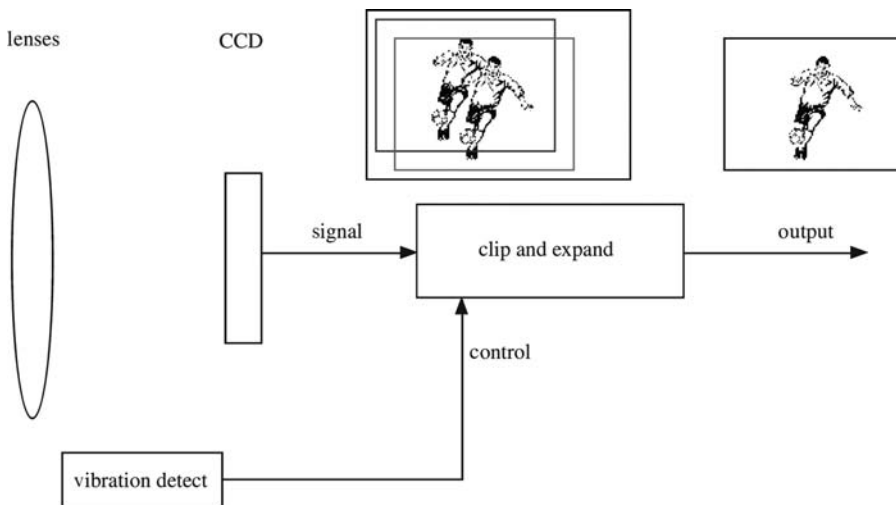 lenses
CCD
signal
clip and expand
output
control
vibration detect